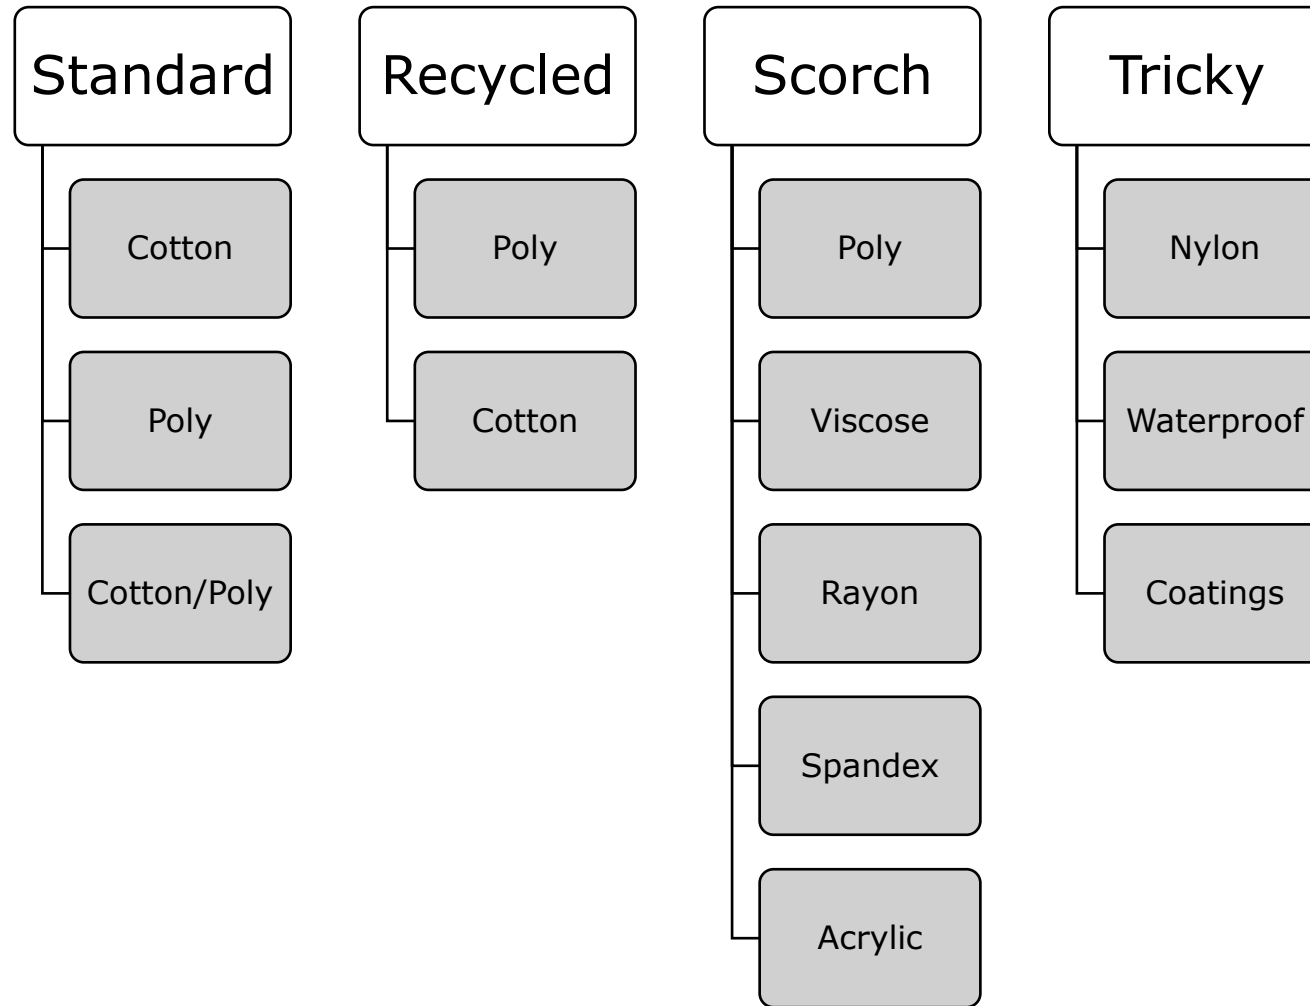 Standard
Cotton
Poly
Cotton/Poly
Recycled
Poly
Cotton
Scorch
Poly
Viscose
Rayon
Spandex
Acrylic
Tricky
Nylon
Waterproof
Coatings